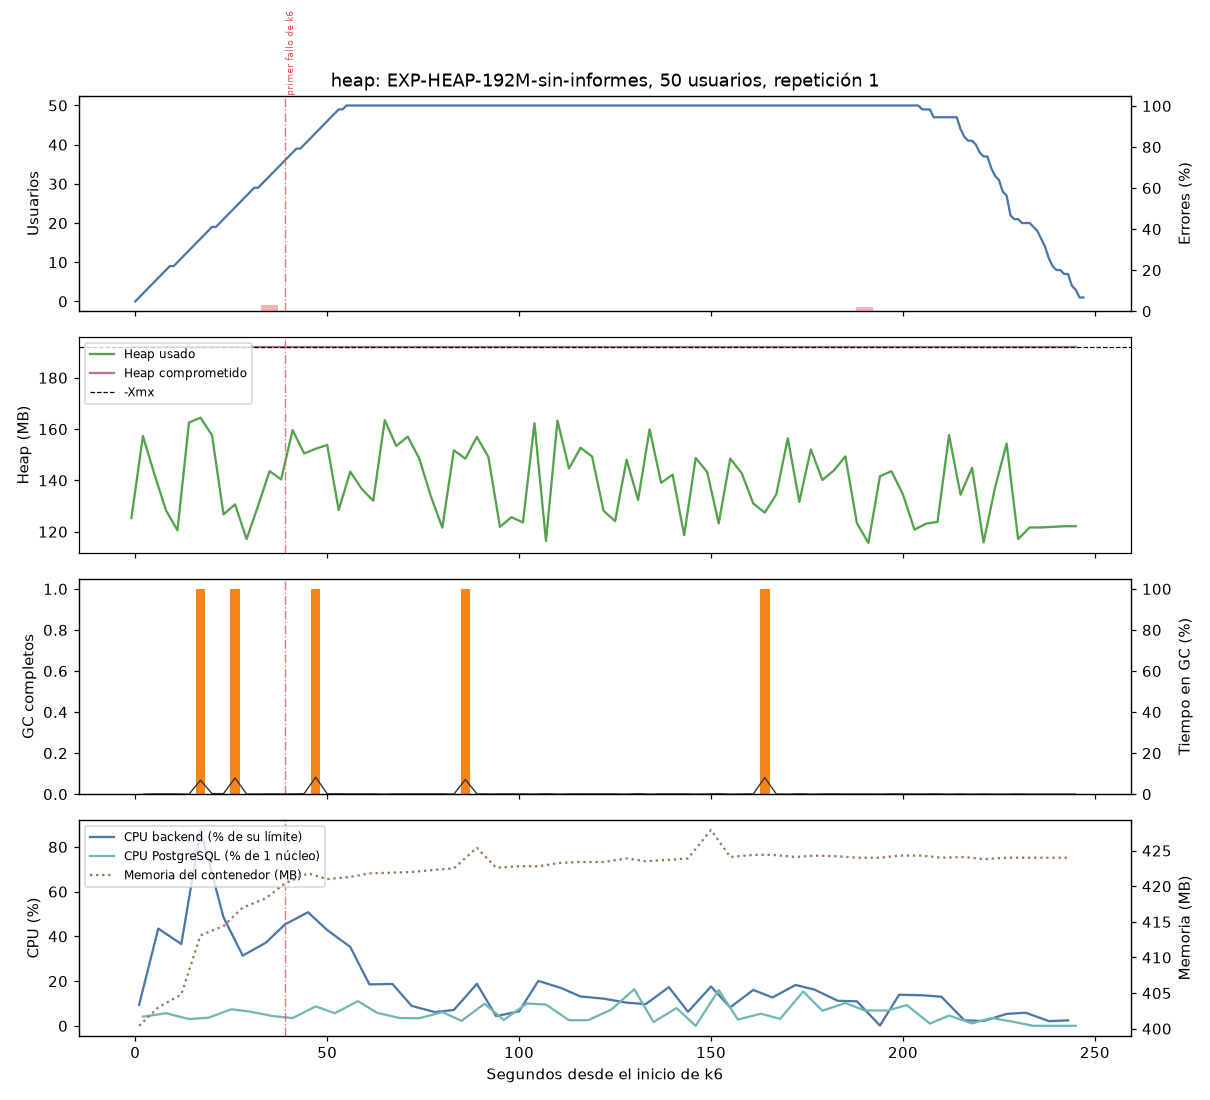 primer fallo de k6
heap: EXP-HEAP-192M-sin-informes, 50 usuarios, repetición 1
Usuarios
50
40
30
20
10
0
100
80
60
40
20
0
Errores (%)
Heap (MB)
180
160
140
120
Heap usado
Heap comprometido
-Xmx
GC completos
1.0
0.8
0.6
0.4
0.2
0.0
100
80
60
40
20
0
Tiempo en GC (%)
CPU (%)
80
60
40
20
0
CPU backend (% de su límite)
CPU PostgreSQL (% de 1 núcleo)
Memoria del contenedor (MB)
425
420
415
410
405
400
Memoria (MB)
0
50
100
150
200
250
Segundos desde el inicio de k6